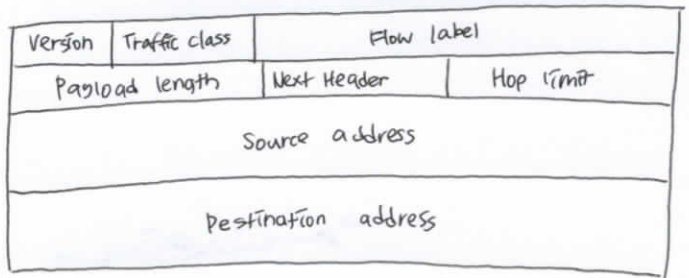 Version Traffic class Flow label
Payload length Next Header Hop limit
Source address
Destination address